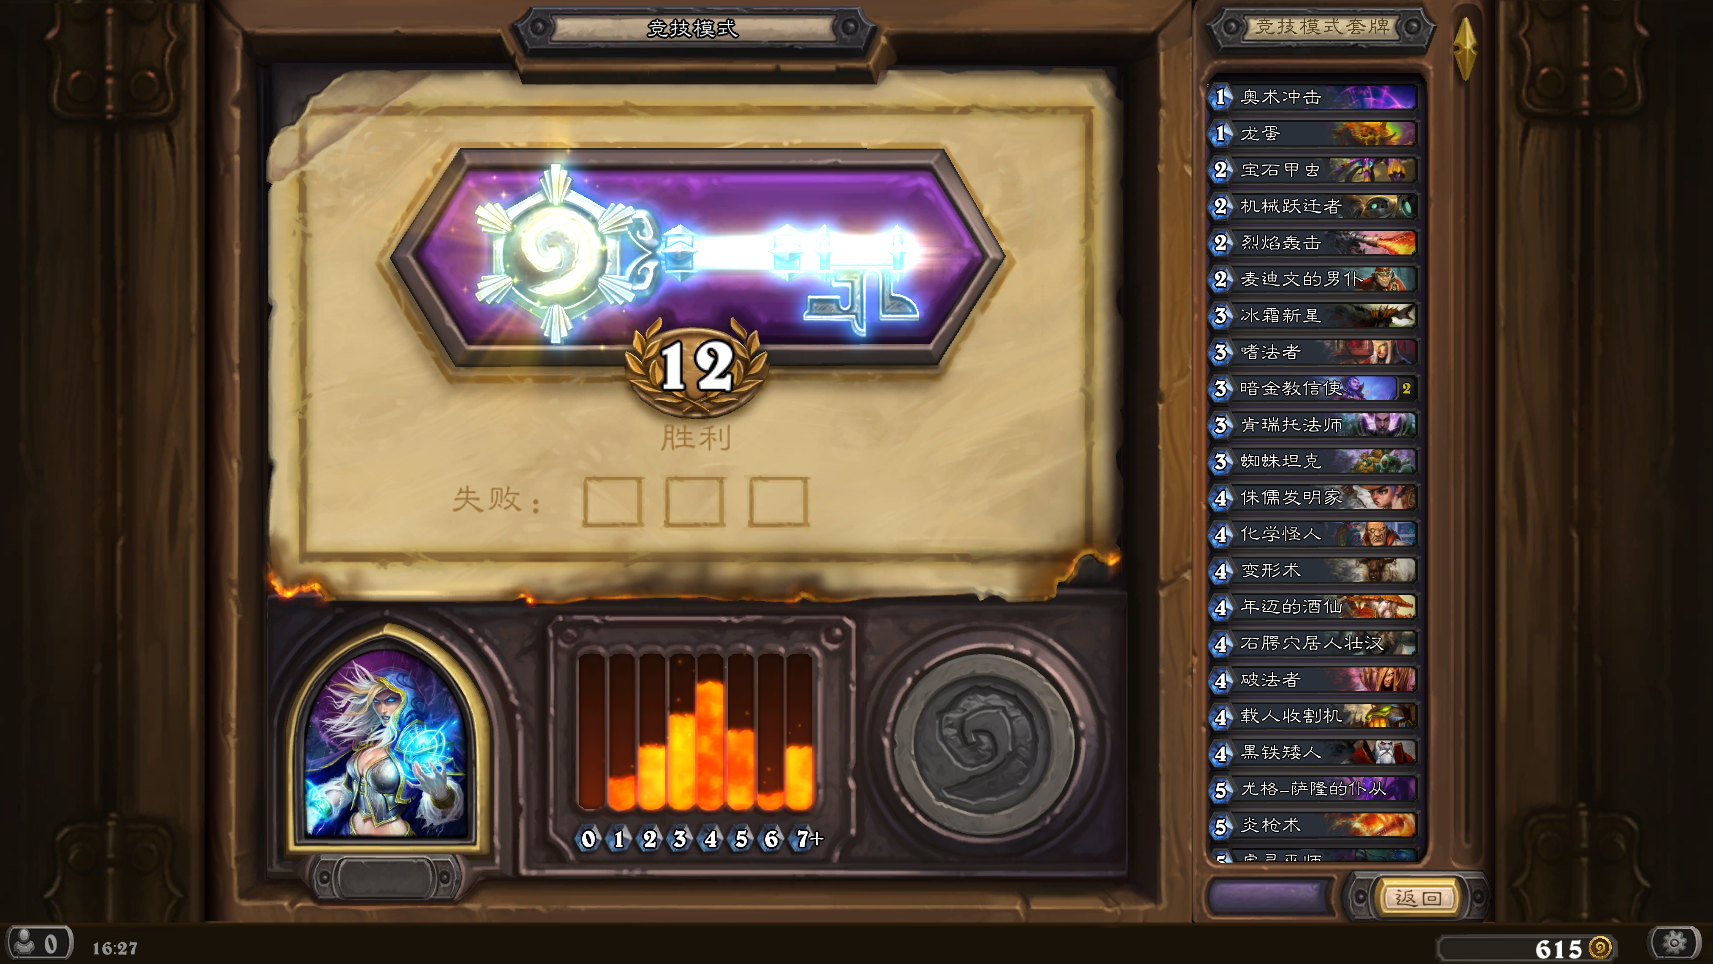 竞技模式
12
胜利
失败：
0 1 2 3 4 5 6 7+
竞技模式套牌
1 奥术冲击
1 龙蛋
2 宝石甲虫
2 机械跃迁者
2 烈焰轰击
2 麦迪文的男仆
3 冰霜新星
3 嗜法者
3 暗金教信使 2
3 肯瑞托法师
3 蜘蛛坦克
4 侏儒发明家
4 化学怪人
4 变形术
4 年迈的酒仙
4 石腭穴居人壮汉
4 破法者
4 载人收割机
4 黑铁矮人
5 尤格-萨隆的仆从
5 炎枪术
5
返回
0
16:27
615